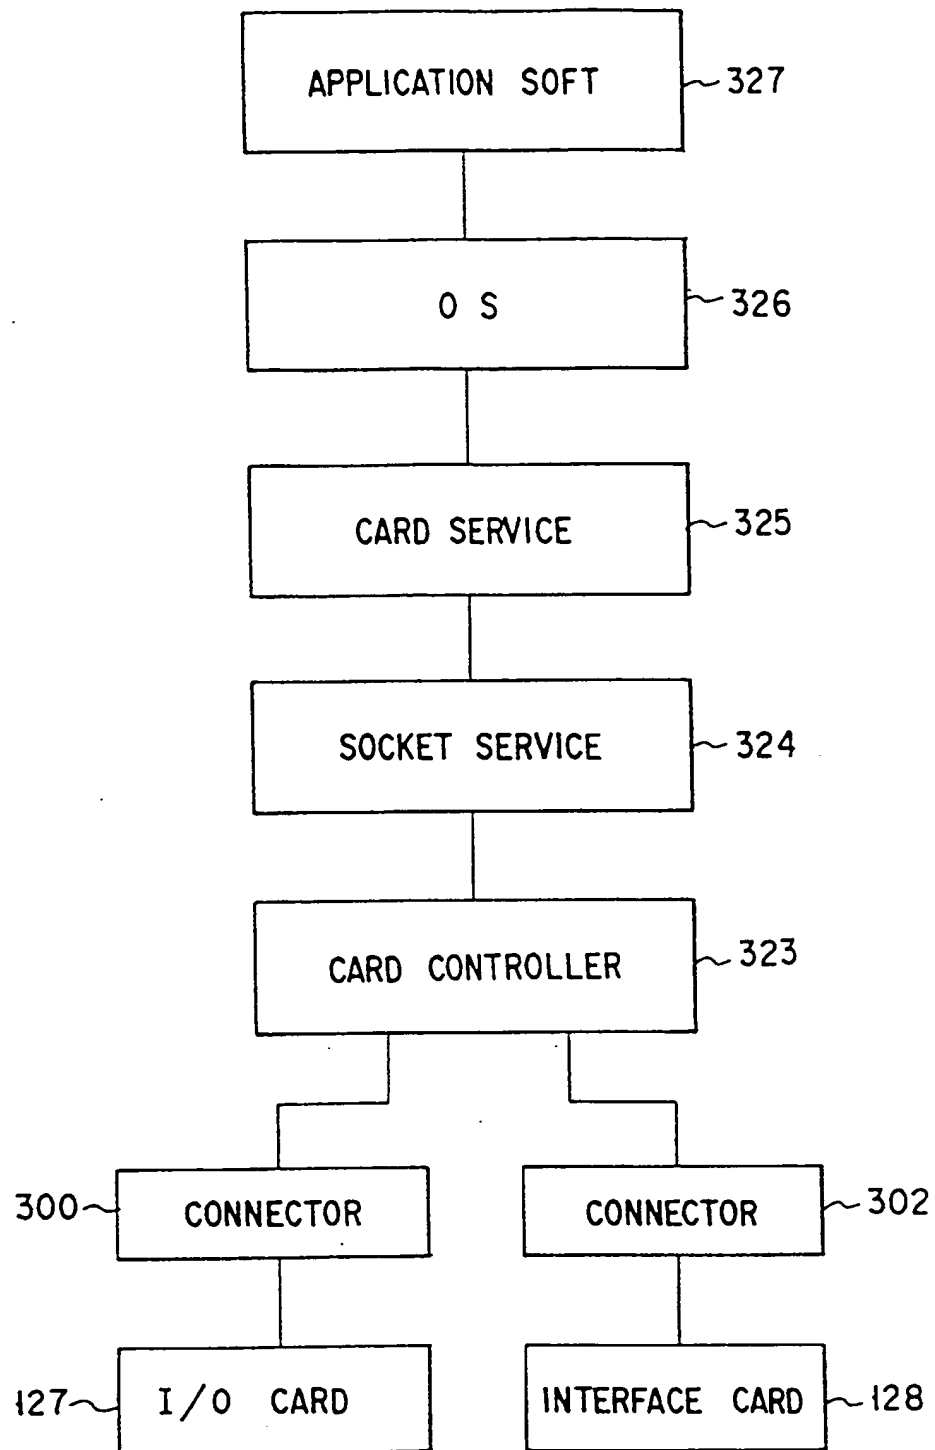 APPLICATION SOFT 327
O S 326
CARD SERVICE 325
SOCKET SERVICE 324
CARD CONTROLLER 323
300 CONNECTOR CONNECTOR 302
127 I/O CARD INTERFACE CARD 128